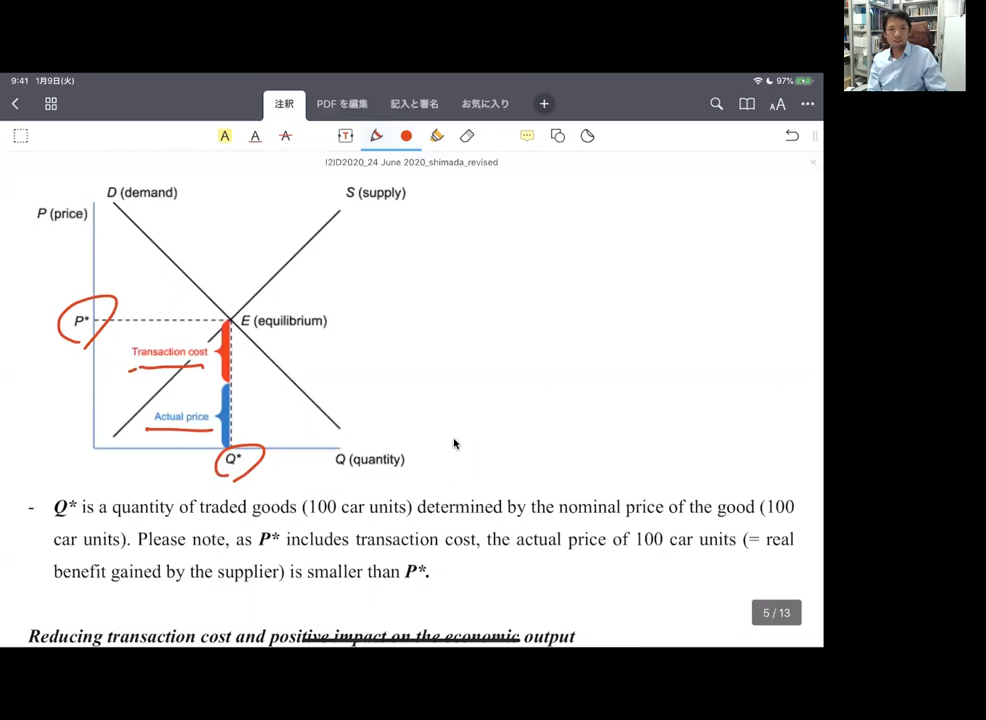 9:41 1月9日(火)
97%
注釈 PDF を編集 記入と署名 お気に入り
I2ID2020_24 June 2020_shimada_revised
D (demand) S (supply)
P (price)
P* E (equilibrium)
Transaction cost
Actual price
Q* Q (quantity)
- Q* is a quantity of traded goods (100 car units) determined by the nominal price of the good (100
car units). Please note, as P* includes transaction cost, the actual price of 100 car units (= real
benefit gained by the supplier) is smaller than P*.
5 / 13
Reducing transaction cost and positive impact on the economic output